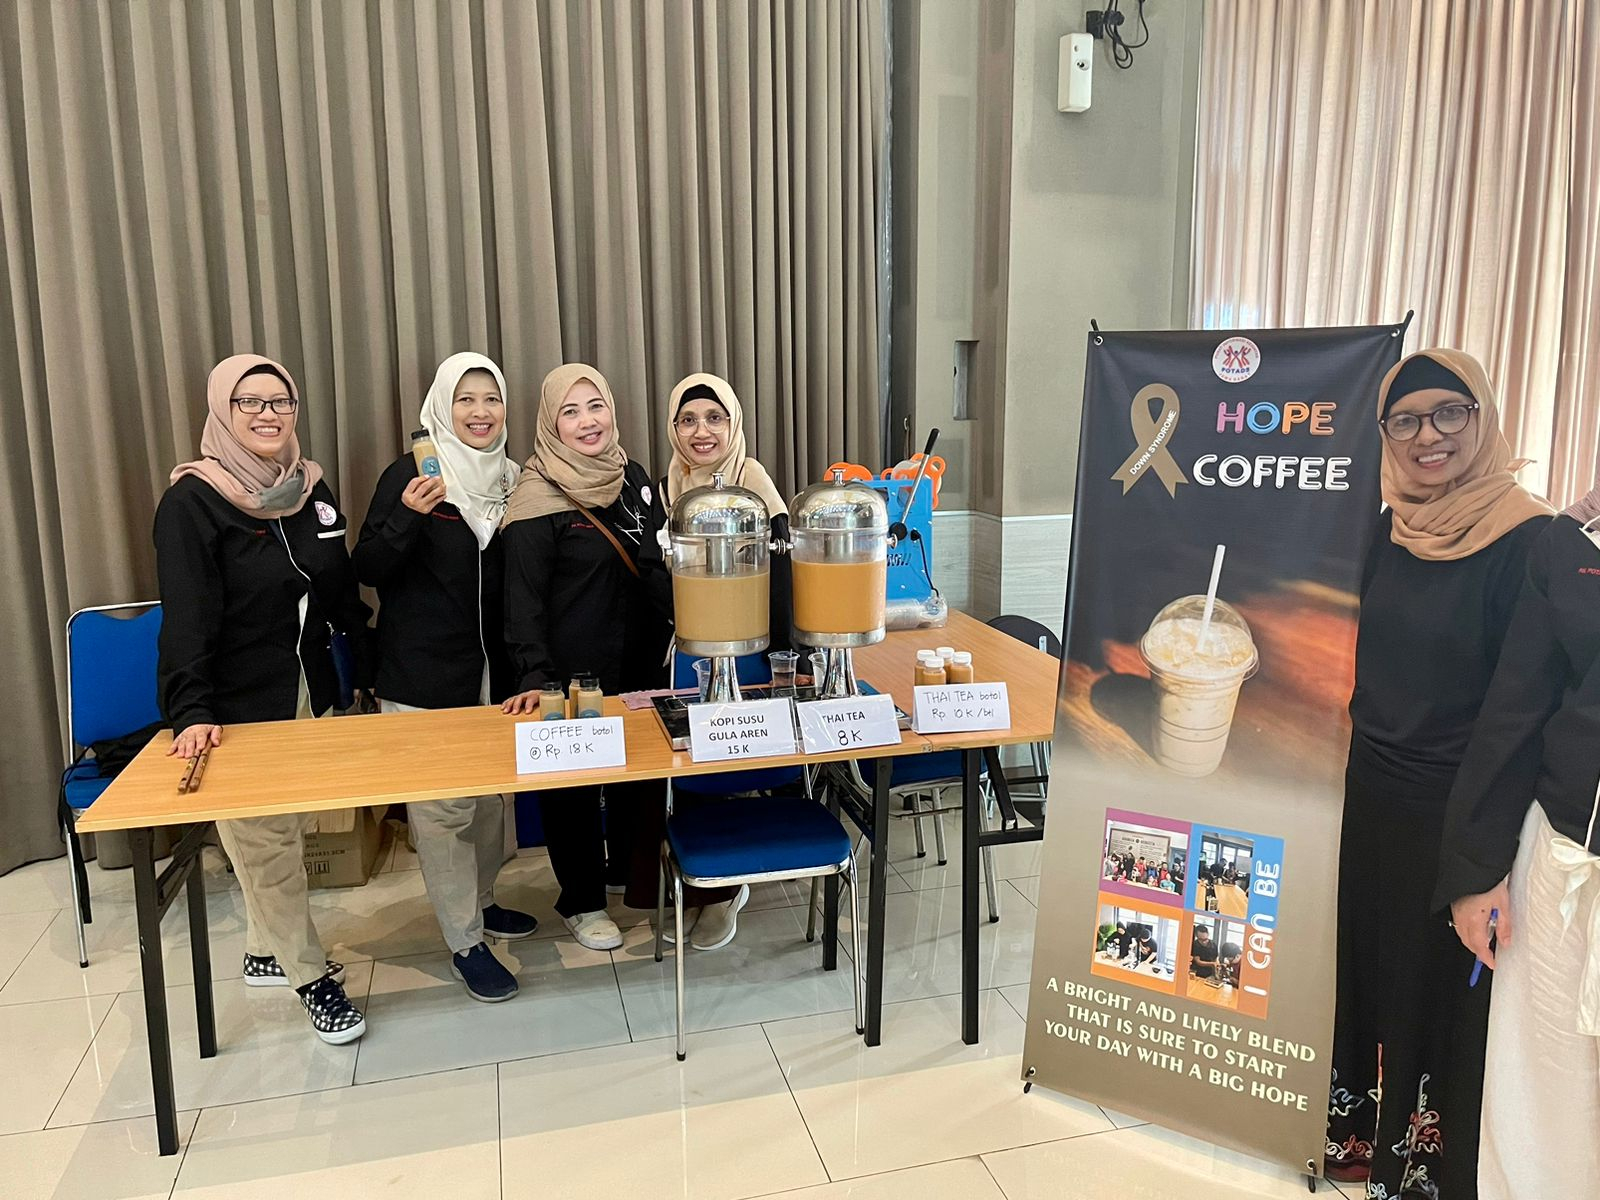 COFFEE botol
@ Rp 18 K
KOPI SUSU
GULA AREN
15 K
THAI TEA
8 K
THAI TEA botol
Rp 10 K /btl
POTADS
DOWN SYNDROME
HOPE
COFFEE
I CAN BE
A BRIGHT AND LIVELY BLEND
THAT IS SURE TO START
YOUR DAY WITH A BIG HOPE